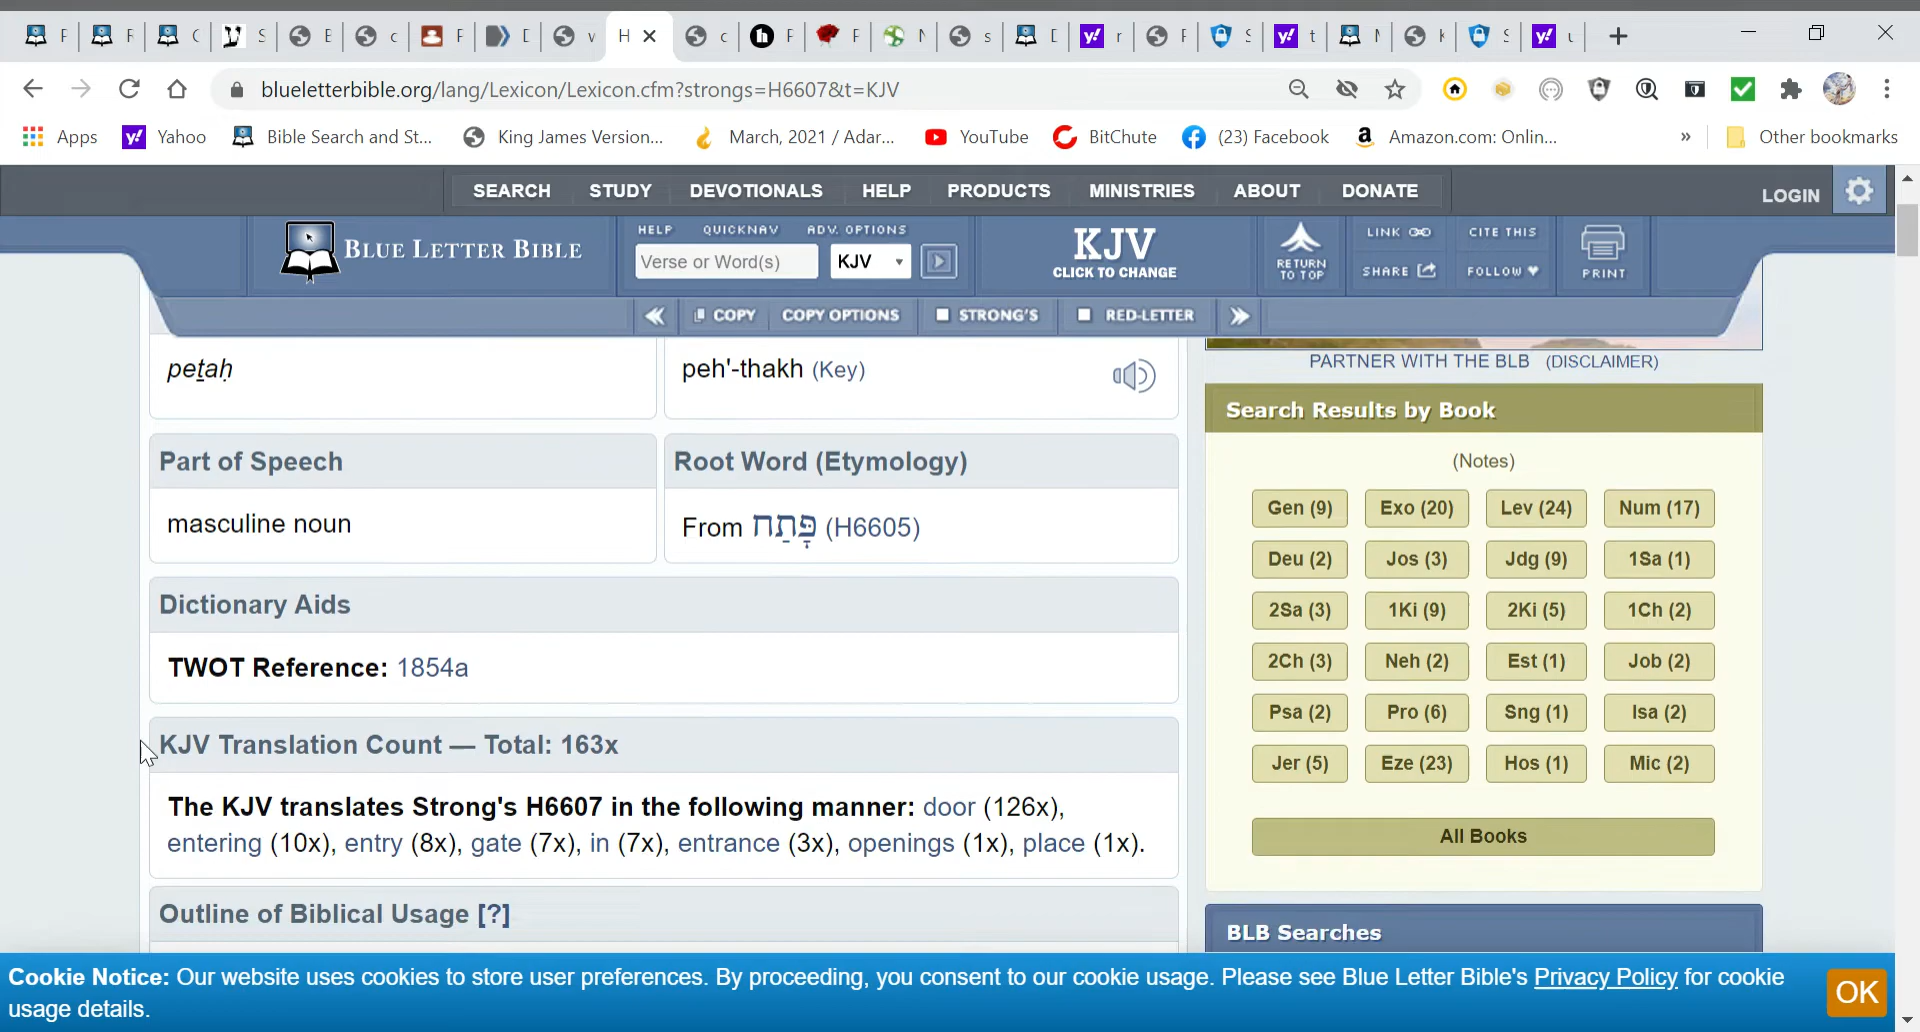 F F C S E c F D v H c F F N s D r F S t M k S u
blueletterbible.org/lang/Lexicon/Lexicon.cfm?strongs=H6607&t=KJV
Apps Yahoo Bible Search and St... King James Version... March, 2021 / Adar... YouTube BitChute (23) Facebook Amazon.com: Onlin... » Other bookmarks
SEARCH STUDY DEVOTIONALS HELP PRODUCTS MINISTRIES ABOUT DONATE LOGIN
HELP QUICKNAV ADV. OPTIONS
BLUE LETTER BIBLE
Verse or Word(s) KJV
KJV
CLICK TO CHANGE
RETURN
TO TOP
LINK CITE THIS
SHARE FOLLOW
PRINT
COPY COPY OPTIONS STRONG'S RED-LETTER
petaḥ
peh'-thakh (Key)
Part of Speech
masculine noun
Root Word (Etymology)
From פָּתַח (H6605)
Dictionary Aids
TWOT Reference: 1854a
KJV Translation Count — Total: 163x
The KJV translates Strong's H6607 in the following manner: door (126x),
entering (10x), entry (8x), gate (7x), in (7x), entrance (3x), openings (1x), place (1x).
Outline of Biblical Usage [?]
PARTNER WITH THE BLB (DISCLAIMER)
Search Results by Book
(Notes)
Gen (9) Exo (20) Lev (24) Num (17)
Deu (2) Jos (3) Jdg (9) 1Sa (1)
2Sa (3) 1Ki (9) 2Ki (5) 1Ch (2)
2Ch (3) Neh (2) Est (1) Job (2)
Psa (2) Pro (6) Sng (1) Isa (2)
Jer (5) Eze (23) Hos (1) Mic (2)
All Books
BLB Searches
Cookie Notice: Our website uses cookies to store user preferences. By proceeding, you consent to our cookie usage. Please see Blue Letter Bible's Privacy Policy for cookie
usage details.
OK